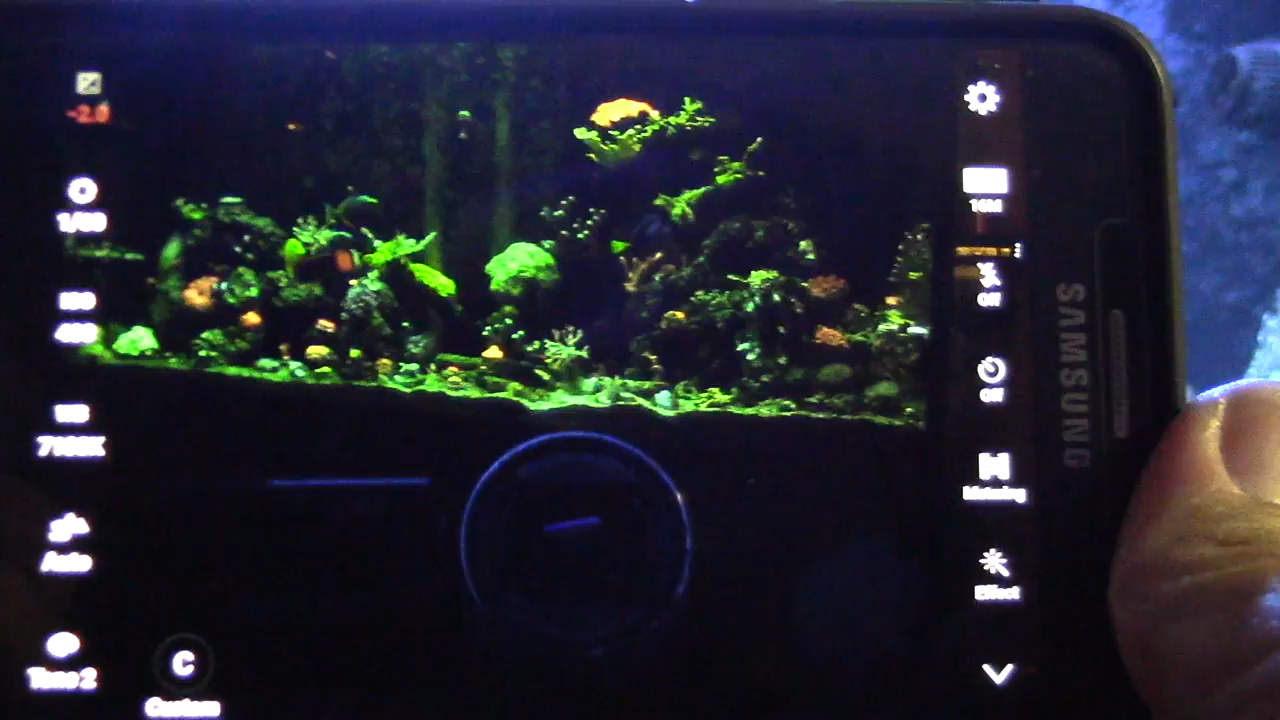 -2.0
1/60
ISO
400
WB
7100K
Auto
Tone 2
C
Custom
16M
Off
Off
Metering
Effect
SAMSUNG